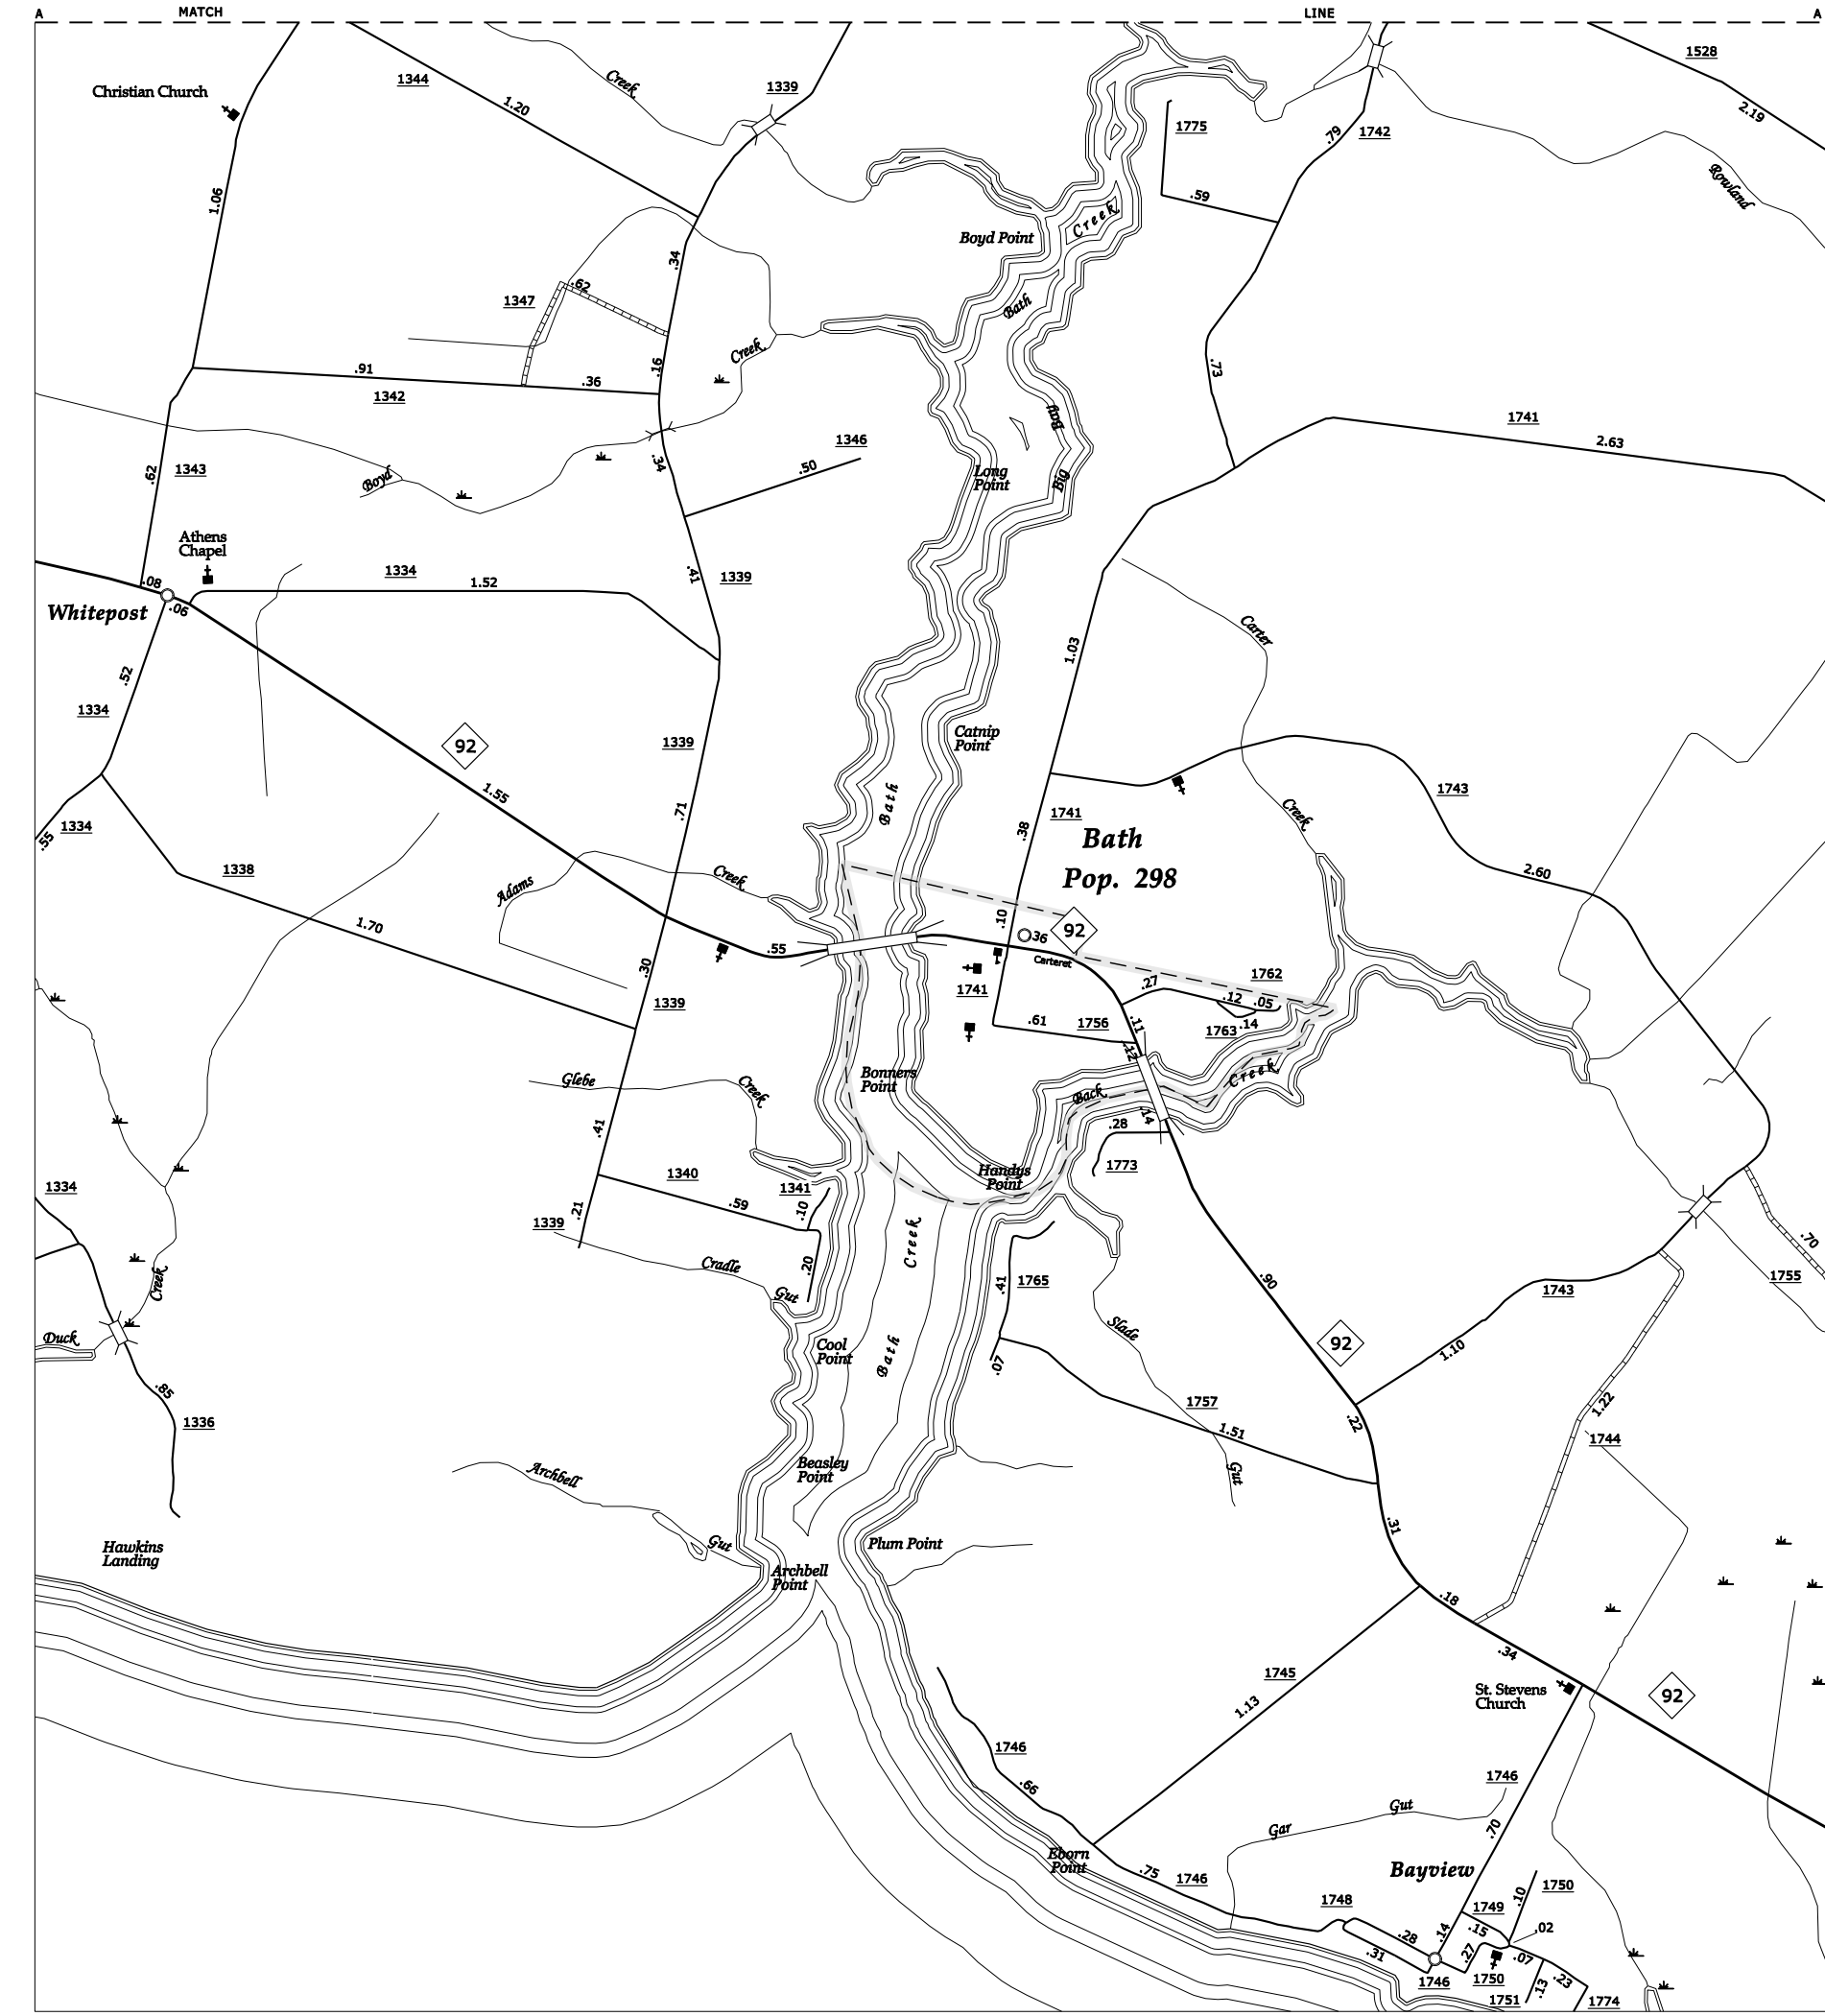 A MATCH LINE A
1528
1344
Creek
1339
2.19
Christian Church
1.20
1775
.79
1742
Rowland
.59
1.06
Creek
Boyd Point
.34
.62
1347
Bath
Creek
.16
.73
.91
.36
1342
Bay
1741
2.63
1346
.34
.50
Long
Point
Big
.62
1343
Boyd
Athens
Chapel
.08
1334
1.52
.41
1339
.06
Whitepost
Carter
1.03
.52
1334
92
1339
Catnip
Point
1.55
Bath
.71
1741
Creek
1743
.38
Bath
Pop. 298
1334
.55
1338
Adams
Creek
2.60
1.70
.10
.36
92
.55
Carteret
.30
1741
1762
.27
.12
.05
1339
.61
1756
.11
1763
.14
.12
Glebe
Creek
Bonners
Point
Back
Creek
.41
.14
.28
1773
1334
1340
1341
Handys
Point
.59
.10
.21
1339
Creek
.70
Cradle
Gut
.20
.41
1765
.90
1755
1743
Creek
Duck
Cool
Point
Bath
Slade
92
.07
1.10
.85
1336
1757
1.51
.22
1.22
1744
Archbell
Beasley
Point
Gut
.31
Hawkins
Landing
Gut
Plum Point
Archbell
Point
.18
.34
1745
St. Stevens
Church
92
1.13
1746
.66
1746
Gut
Gar
.70
Eborn
Point
.75
1746
Bayview
1748
1749
.10
1750
.28
.14
.15
.02
.31
.27
.07
1746
1750
.13
.23
1751
1774